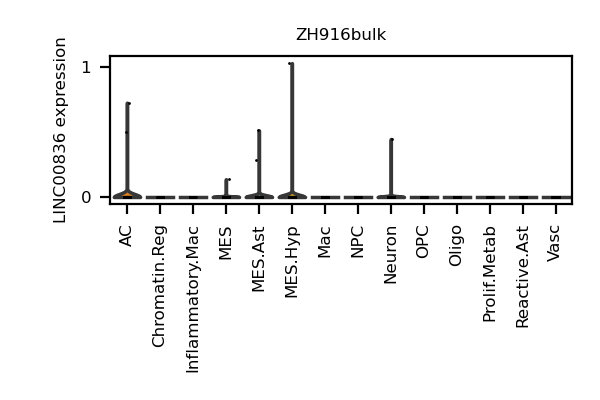 ZH916bulk
LINC00836 expression
1
0
AC
Chromatin.Reg
Inflammatory.Mac
MES
MES.Ast
MES.Hyp
Mac
NPC
Neuron
OPC
Oligo
Prolif.Metab
Reactive.Ast
Vasc